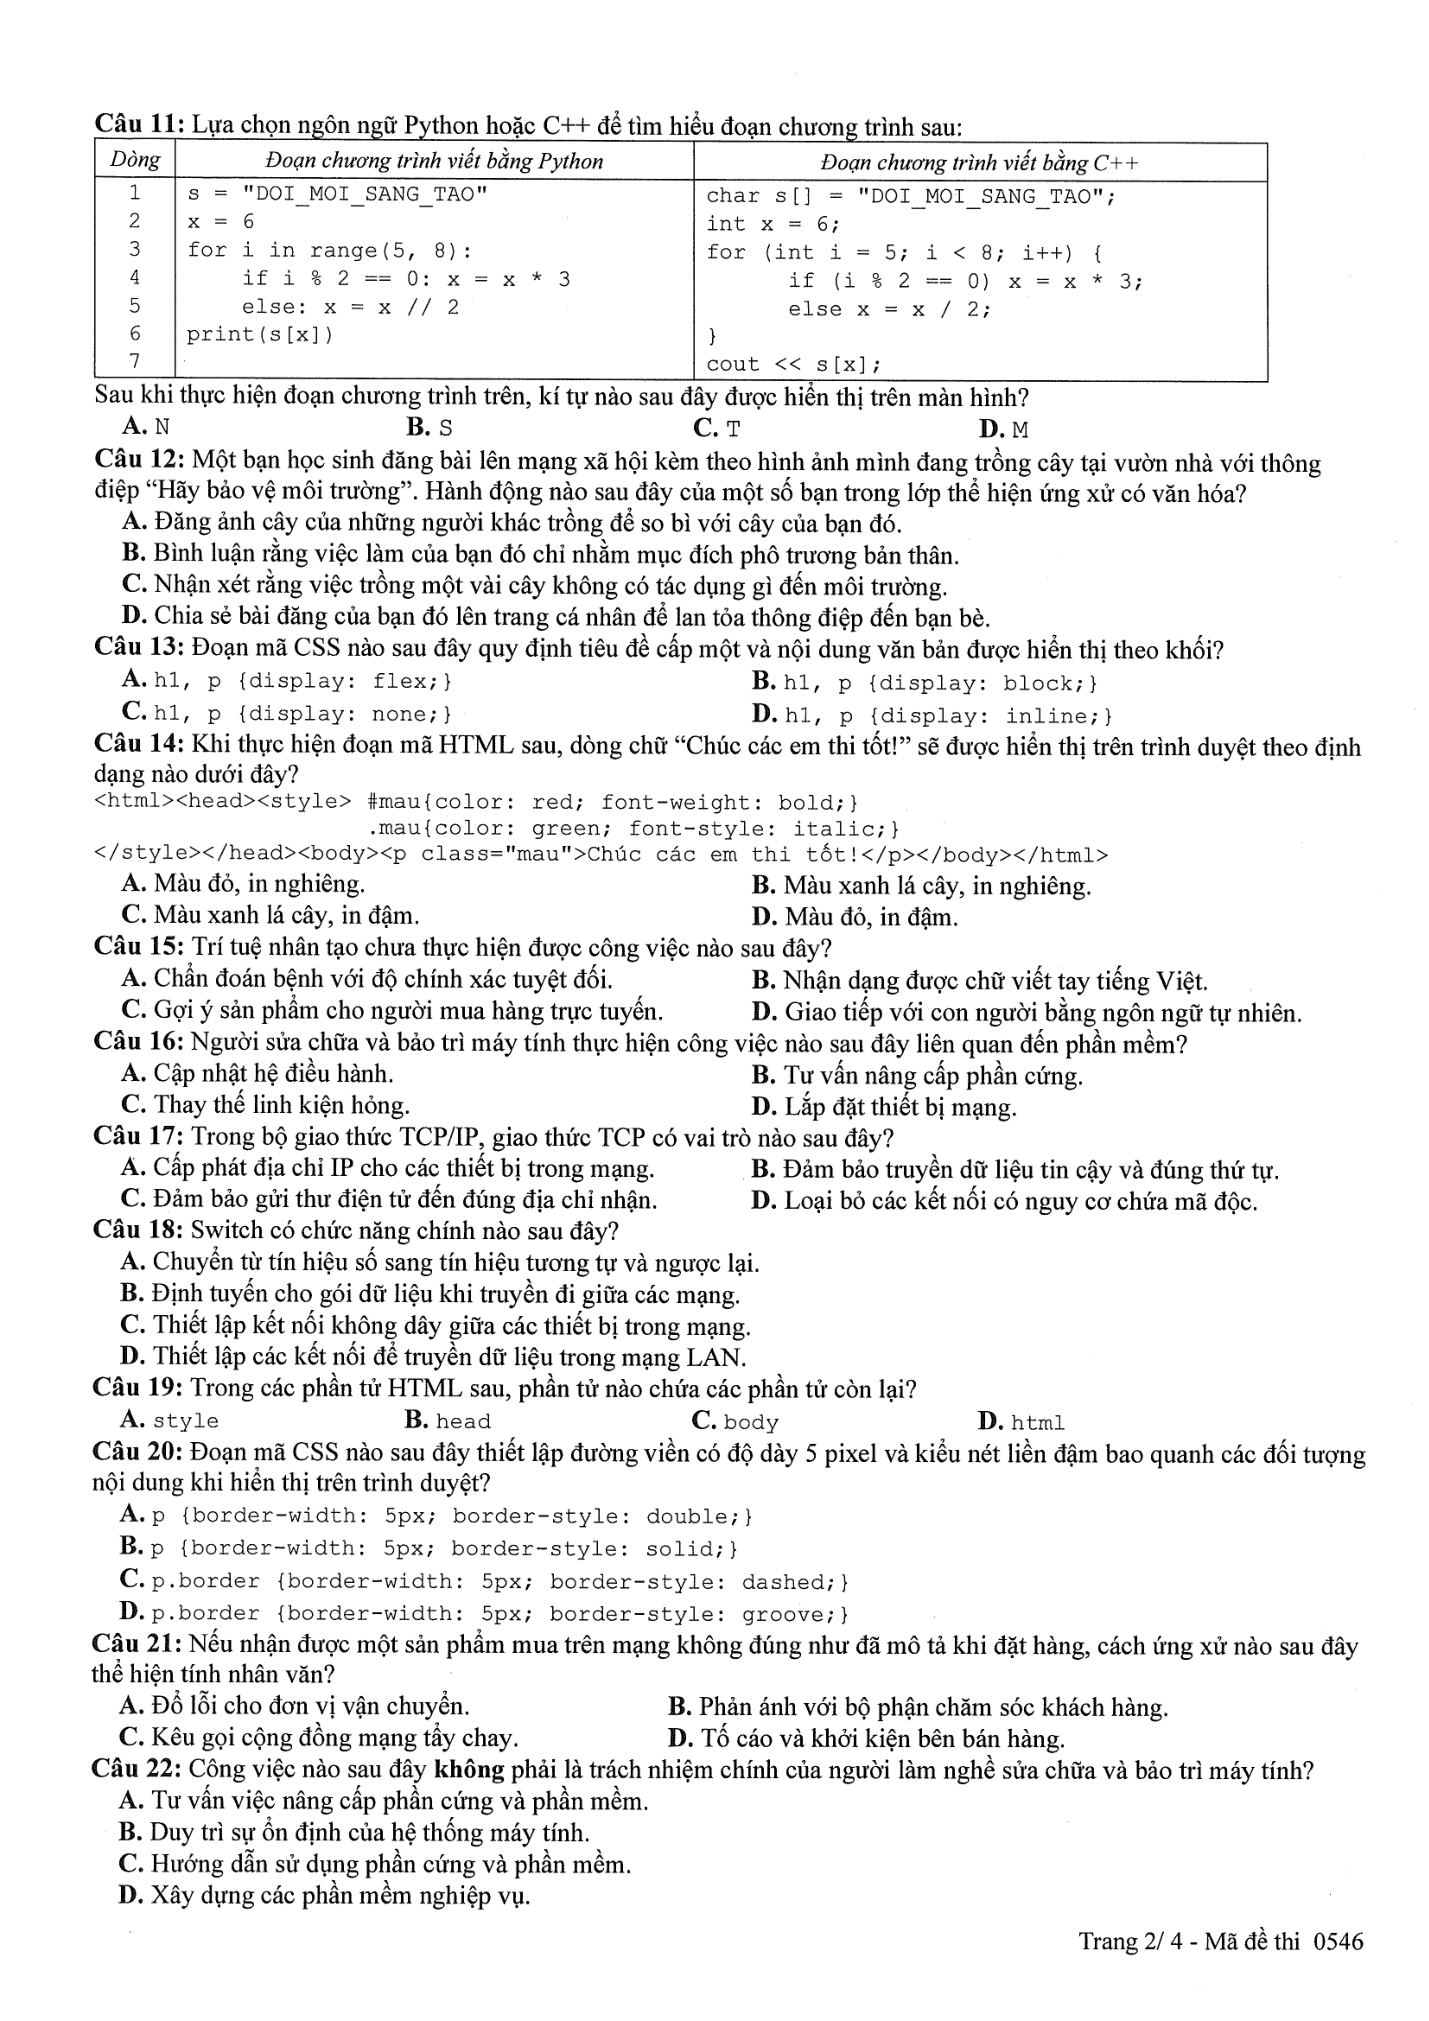 Câu 11: Lựa chọn ngôn ngữ Python hoặc C++ để tìm hiểu đoạn chương trình sau:
Dòng Đoạn chương trình viết bằng Python Đoạn chương trình viết bằng C++
1 s = "DOI_MOI_SANG_TAO" char s[] = "DOI_MOI_SANG_TAO";
2 x = 6 int x = 6;
3 for i in range(5, 8): for (int i = 5; i < 8; i++) {
4 if i % 2 == 0: x = x * 3 if (i % 2 == 0) x = x * 3;
5 else: x = x // 2 else x = x / 2;
6 print(s[x]) }
7 cout << s[x];
Sau khi thực hiện đoạn chương trình trên, kí tự nào sau đây được hiển thị trên màn hình?
A. N B. S C. T D. M
Câu 12: Một bạn học sinh đăng bài lên mạng xã hội kèm theo hình ảnh mình đang trồng cây tại vườn nhà với thông
điệp “Hãy bảo vệ môi trường”. Hành động nào sau đây của một số bạn trong lớp thể hiện ứng xử có văn hóa?
A. Đăng ảnh cây của những người khác trồng để so bì với cây của bạn đó.
B. Bình luận rằng việc làm của bạn đó chỉ nhằm mục đích phô trương bản thân.
C. Nhận xét rằng việc trồng một vài cây không có tác dụng gì đến môi trường.
D. Chia sẻ bài đăng của bạn đó lên trang cá nhân để lan tỏa thông điệp đến bạn bè.
Câu 13: Đoạn mã CSS nào sau đây quy định tiêu đề cấp một và nội dung văn bản được hiển thị theo khối?
A. h1, p {display: flex;} B. h1, p {display: block;}
C. h1, p {display: none;} D. h1, p {display: inline;}
Câu 14: Khi thực hiện đoạn mã HTML sau, dòng chữ “Chúc các em thi tốt!” sẽ được hiển thị trên trình duyệt theo định
dạng nào dưới đây?
<html><head><style> #mau{color: red; font-weight: bold;}
.mau{color: green; font-style: italic;}
</style></head><body><p class="mau">Chúc các em thi tốt!</p></body></html>
A. Màu đỏ, in nghiêng. B. Màu xanh lá cây, in nghiêng.
C. Màu xanh lá cây, in đậm. D. Màu đỏ, in đậm.
Câu 15: Trí tuệ nhân tạo chưa thực hiện được công việc nào sau đây?
A. Chẩn đoán bệnh với độ chính xác tuyệt đối. B. Nhận dạng được chữ viết tay tiếng Việt.
C. Gợi ý sản phẩm cho người mua hàng trực tuyến. D. Giao tiếp với con người bằng ngôn ngữ tự nhiên.
Câu 16: Người sửa chữa và bảo trì máy tính thực hiện công việc nào sau đây liên quan đến phần mềm?
A. Cập nhật hệ điều hành. B. Tư vấn nâng cấp phần cứng.
C. Thay thế linh kiện hỏng. D. Lắp đặt thiết bị mạng.
Câu 17: Trong bộ giao thức TCP/IP, giao thức TCP có vai trò nào sau đây?
A. Cấp phát địa chỉ IP cho các thiết bị trong mạng. B. Đảm bảo truyền dữ liệu tin cậy và đúng thứ tự.
C. Đảm bảo gửi thư điện tử đến đúng địa chỉ nhận. D. Loại bỏ các kết nối có nguy cơ chứa mã độc.
Câu 18: Switch có chức năng chính nào sau đây?
A. Chuyển từ tín hiệu số sang tín hiệu tương tự và ngược lại.
B. Định tuyến cho gói dữ liệu khi truyền đi giữa các mạng.
C. Thiết lập kết nối không dây giữa các thiết bị trong mạng.
D. Thiết lập các kết nối để truyền dữ liệu trong mạng LAN.
Câu 19: Trong các phần tử HTML sau, phần tử nào chứa các phần tử còn lại?
A. style B. head C. body D. html
Câu 20: Đoạn mã CSS nào sau đây thiết lập đường viền có độ dày 5 pixel và kiểu nét liền đậm bao quanh các đối tượng
nội dung khi hiển thị trên trình duyệt?
A. p {border-width: 5px; border-style: double;}
B. p {border-width: 5px; border-style: solid;}
C. p.border {border-width: 5px; border-style: dashed;}
D. p.border {border-width: 5px; border-style: groove;}
Câu 21: Nếu nhận được một sản phẩm mua trên mạng không đúng như đã mô tả khi đặt hàng, cách ứng xử nào sau đây
thể hiện tính nhân văn?
A. Đổ lỗi cho đơn vị vận chuyển. B. Phản ánh với bộ phận chăm sóc khách hàng.
C. Kêu gọi cộng đồng mạng tẩy chay. D. Tố cáo và khởi kiện bên bán hàng.
Câu 22: Công việc nào sau đây không phải là trách nhiệm chính của người làm nghề sửa chữa và bảo trì máy tính?
A. Tư vấn việc nâng cấp phần cứng và phần mềm.
B. Duy trì sự ổn định của hệ thống máy tính.
C. Hướng dẫn sử dụng phần cứng và phần mềm.
D. Xây dựng các phần mềm nghiệp vụ.
Trang 2/ 4 - Mã đề thi 0546